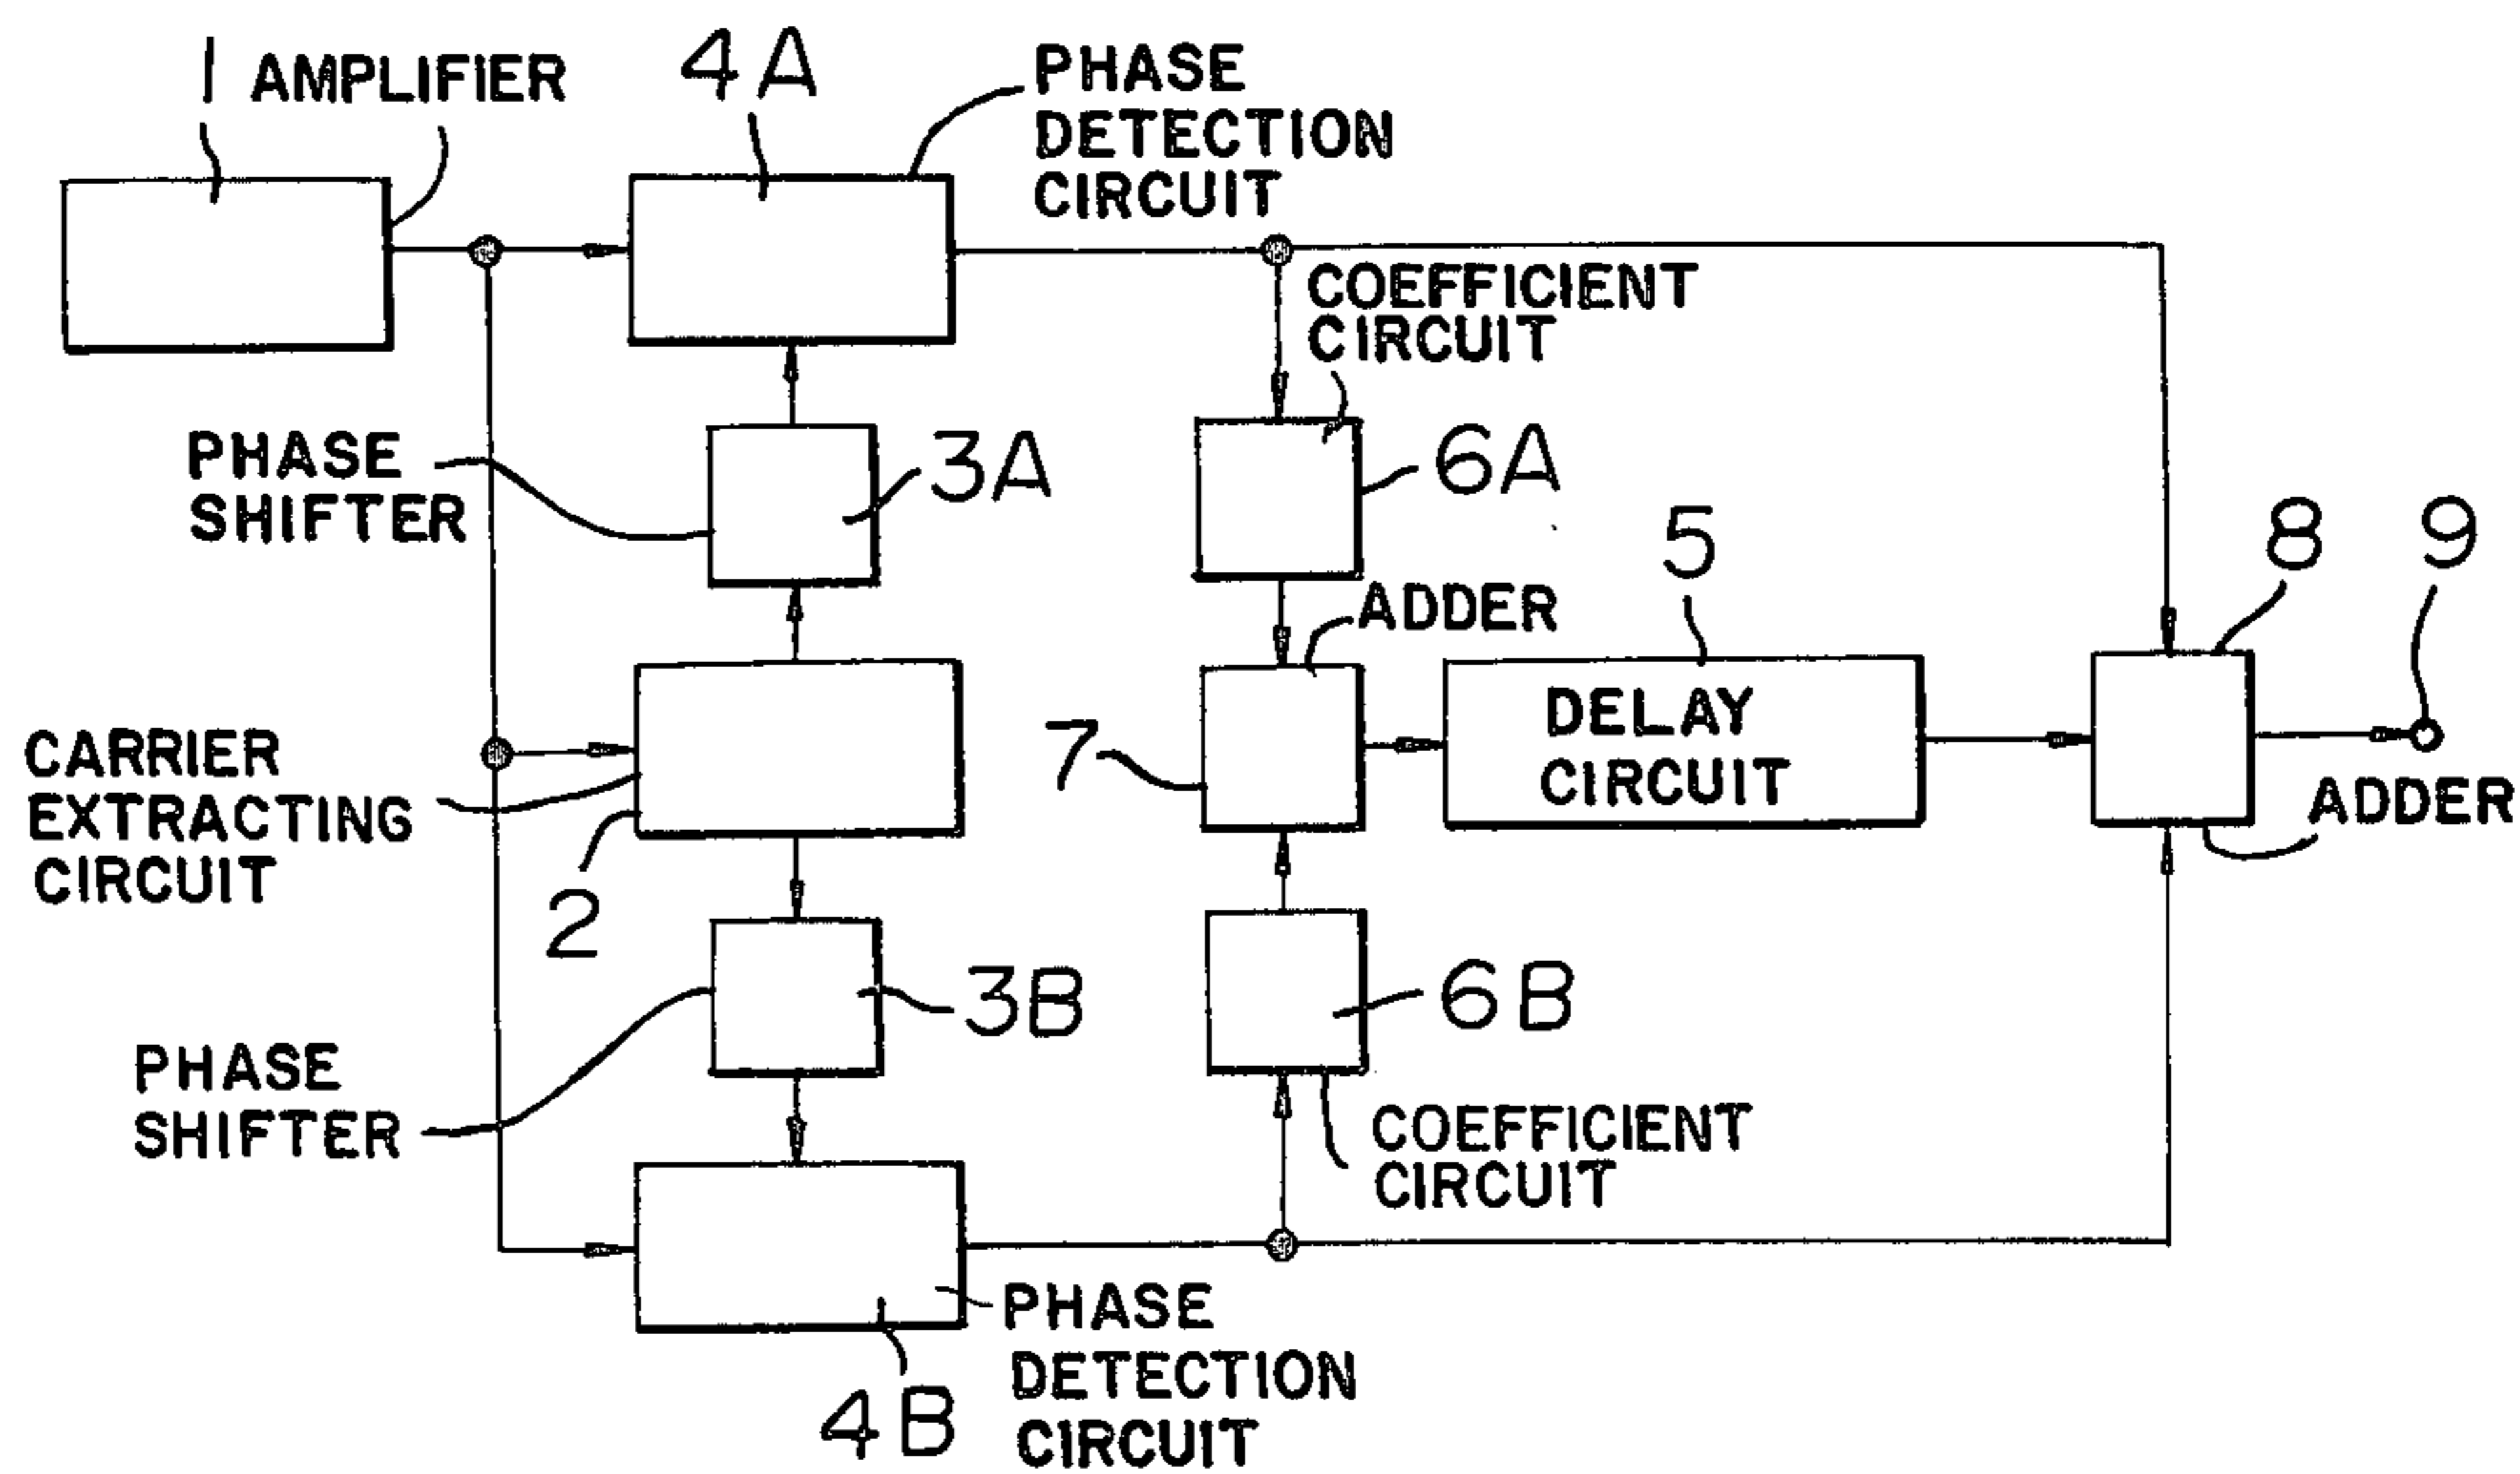 1 AMPLIFIER
4A
PHASE
DETECTION
CIRCUIT
COEFFICIENT
CIRCUIT
PHASE
SHIFTER
3A
6A
ADDER
5
8
9
CARRIER
EXTRACTING
CIRCUIT
2
7
DELAY
CIRCUIT
ADDER
PHASE
SHIFTER
3B
6B
COEFFICIENT
CIRCUIT
PHASE
DETECTION
CIRCUIT
4B